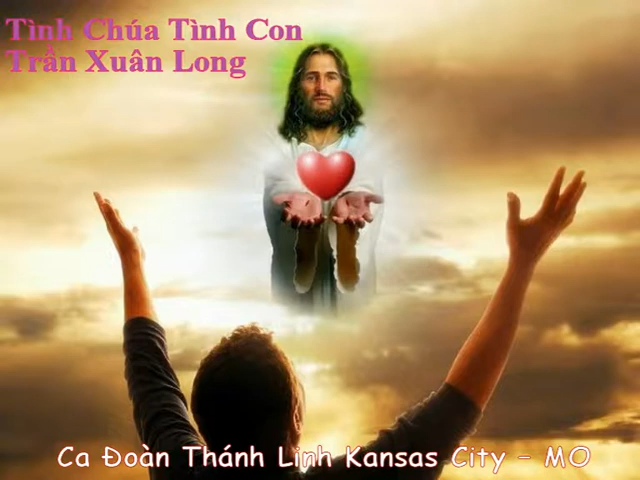 Tình Chúa Tình Con
Trần Xuân Long
Ca Đoàn Thánh Linh Kansas City – MO